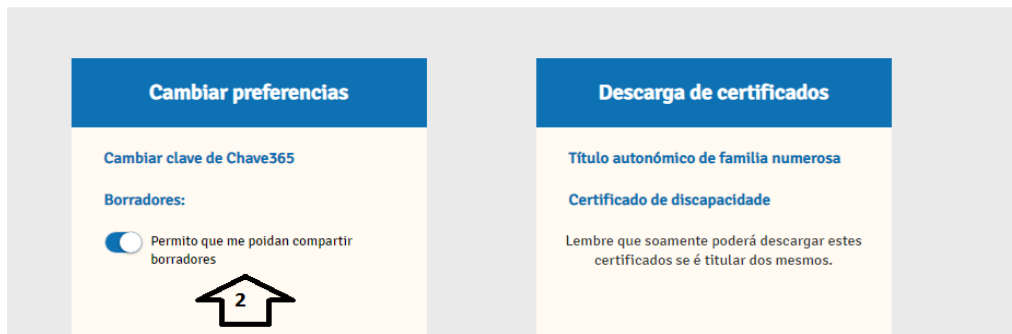 Cambiar preferencias
Cambiar clave de Chave365
Borradores:
Permito que me poidan compartir
borradores
2
Descarga de certificados
Título autonómico de familia numerosa
Certificado de discapacidade
Lembre que soamente poderá descargar estes
certificados se é titular dos mesmos.